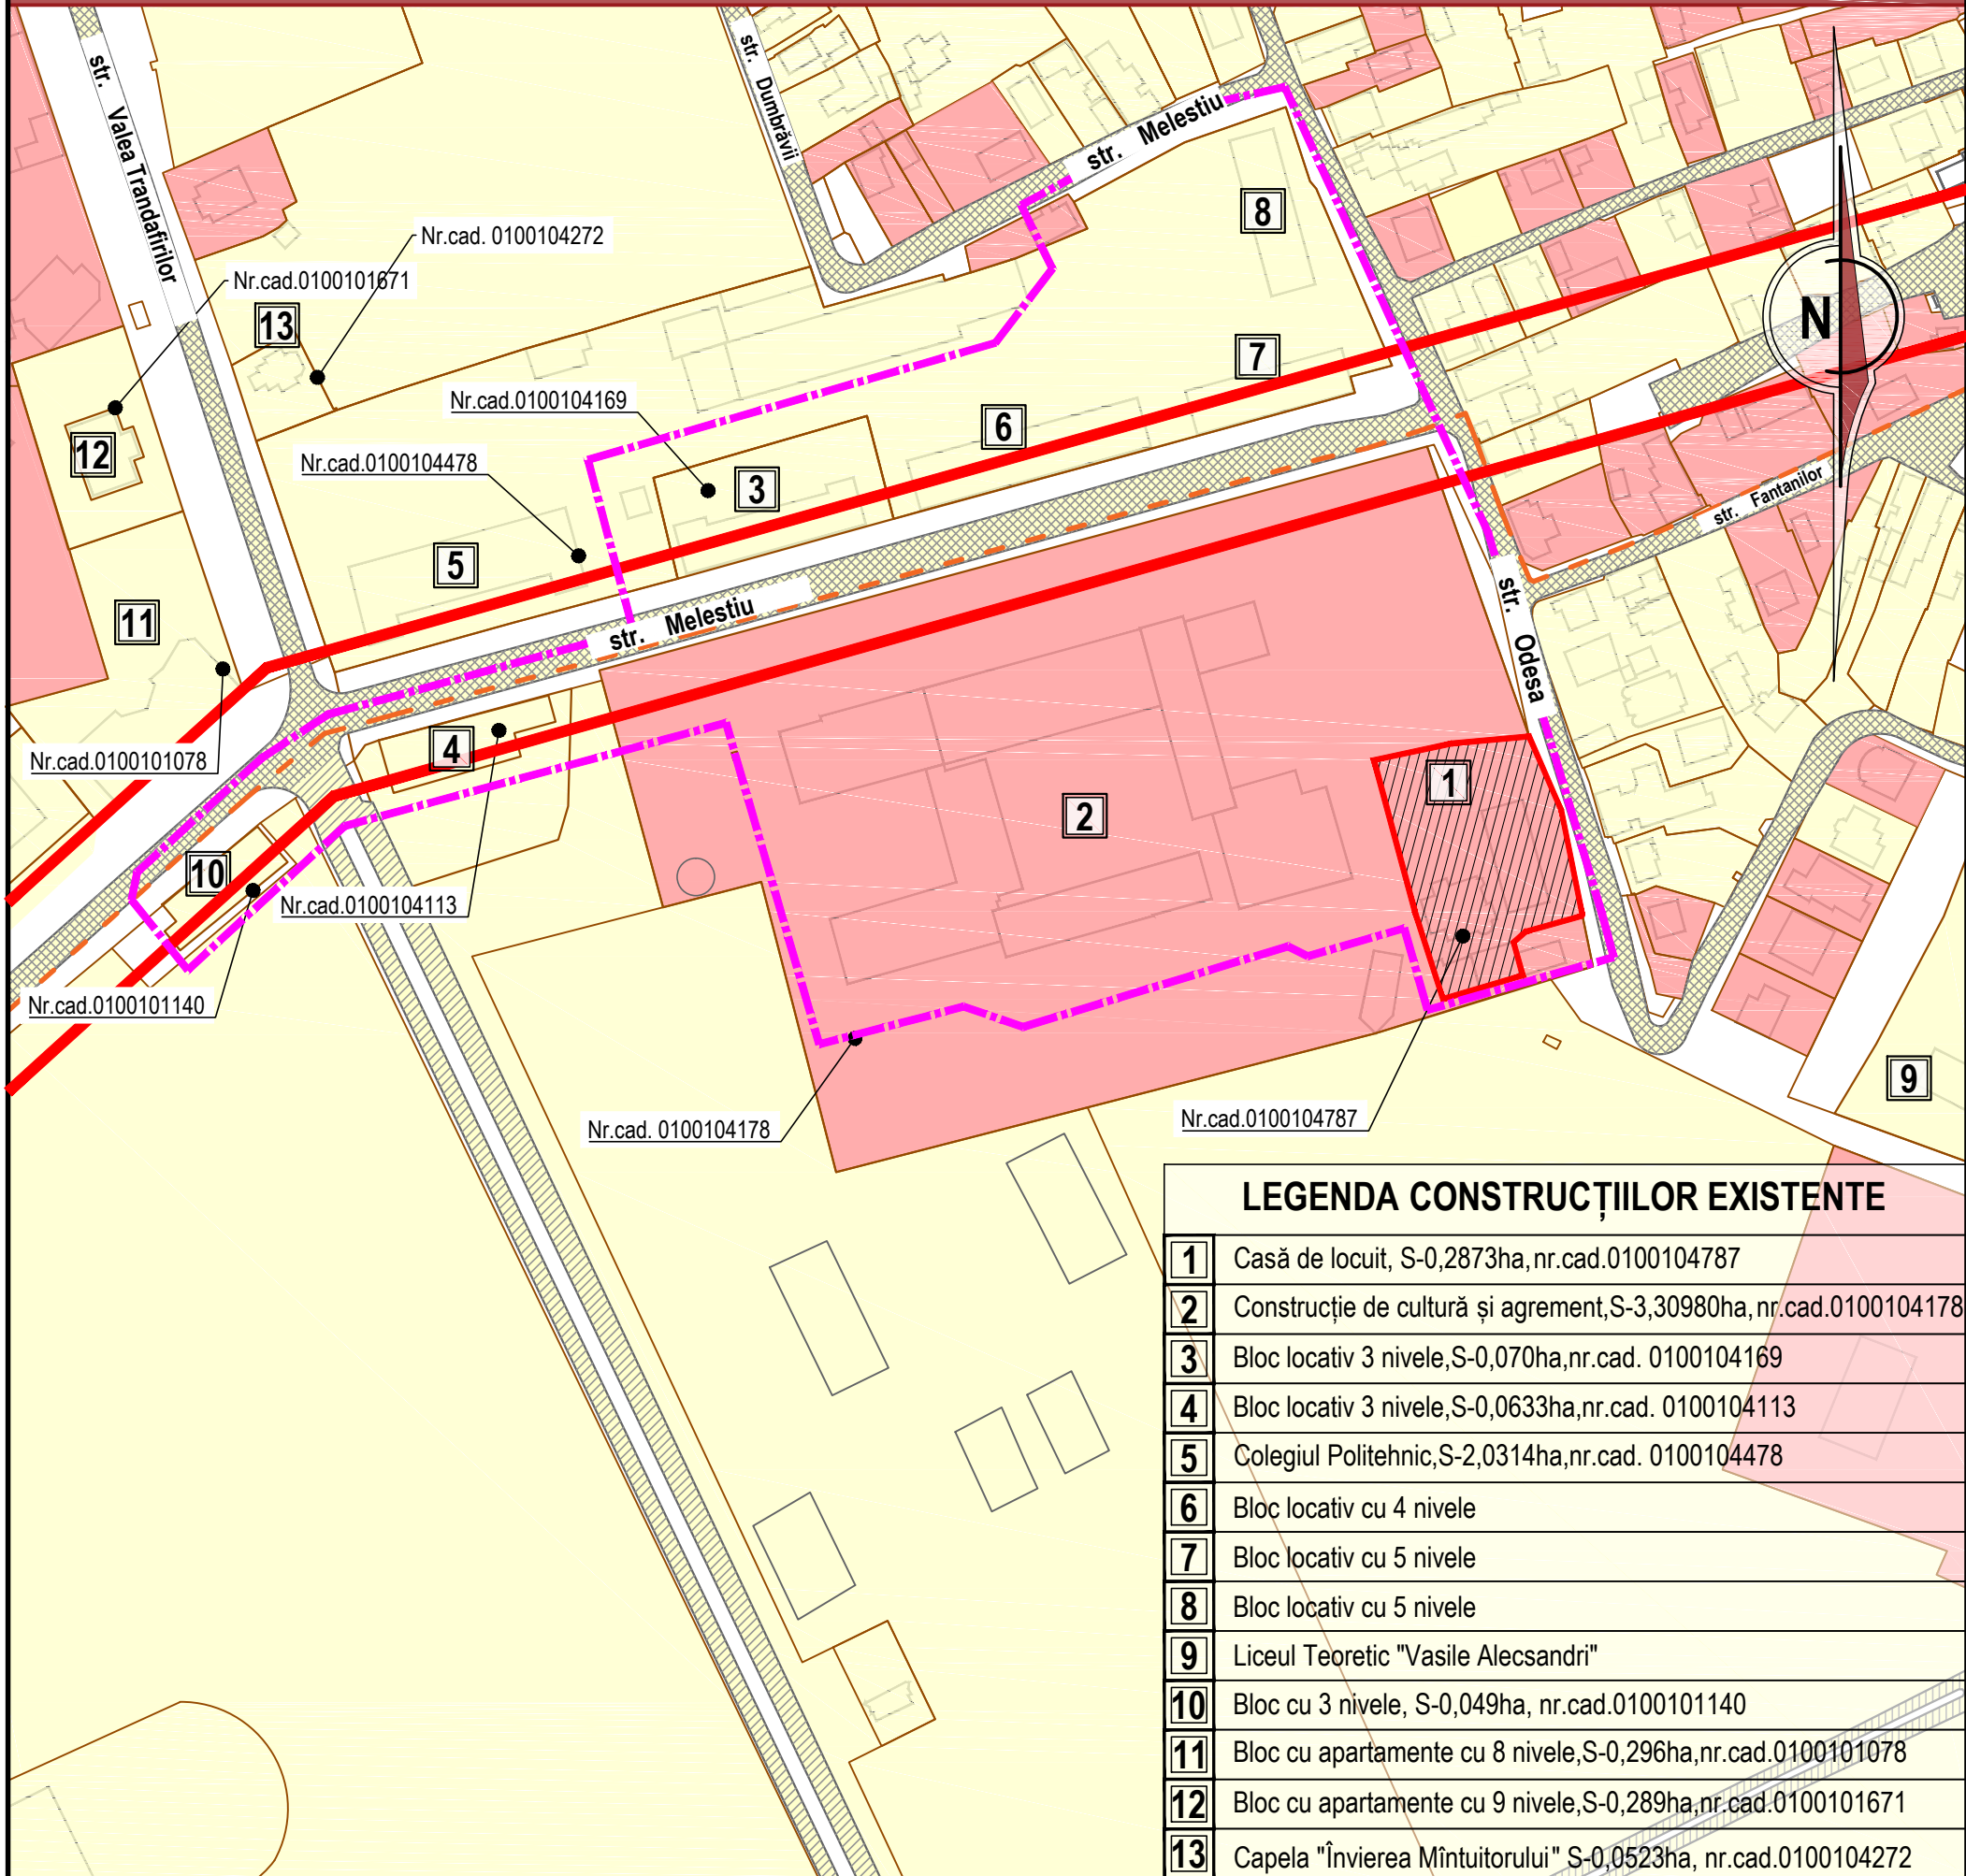 str. Valea Trandafirilor
str. Dumbrăvii
str. Melestiu
8
Nr.cad. 0100104272
Nr.cad.0100101671
13
N
7
Nr.cad.0100104169
6
12
Nr.cad.0100104478
3
str. Fantanilor
5
11
str. Melestiu
str. Odesa
4
Nr.cad.0100101078
1
2
10
Nr.cad.0100104113
Nr.cad.0100101140
9
Nr.cad. 0100104178
Nr.cad.0100104787
LEGENDA CONSTRUCȚIILOR EXISTENTE
1 Casă de locuit, S-0,2873ha,nr.cad.0100104787
2 Construcție de cultură și agrement,S-3,30980ha,nr.cad.0100104178
3 Bloc locativ 3 nivele,S-0,070ha,nr.cad. 0100104169
4 Bloc locativ 3 nivele,S-0,0633ha,nr.cad. 0100104113
5 Colegiul Politehnic,S-2,0314ha,nr.cad. 0100104478
6 Bloc locativ cu 4 nivele
7 Bloc locativ cu 5 nivele
8 Bloc locativ cu 5 nivele
9 Liceul Teoretic "Vasile Alecsandri"
10 Bloc cu 3 nivele, S-0,049ha, nr.cad.0100101140
11 Bloc cu apartamente cu 8 nivele,S-0,296ha,nr.cad.0100101078
12 Bloc cu apartamente cu 9 nivele,S-0,289ha,nr.cad.0100101671
13 Capela "Învierea Mîntuitorului" S-0,0523ha, nr.cad.0100104272